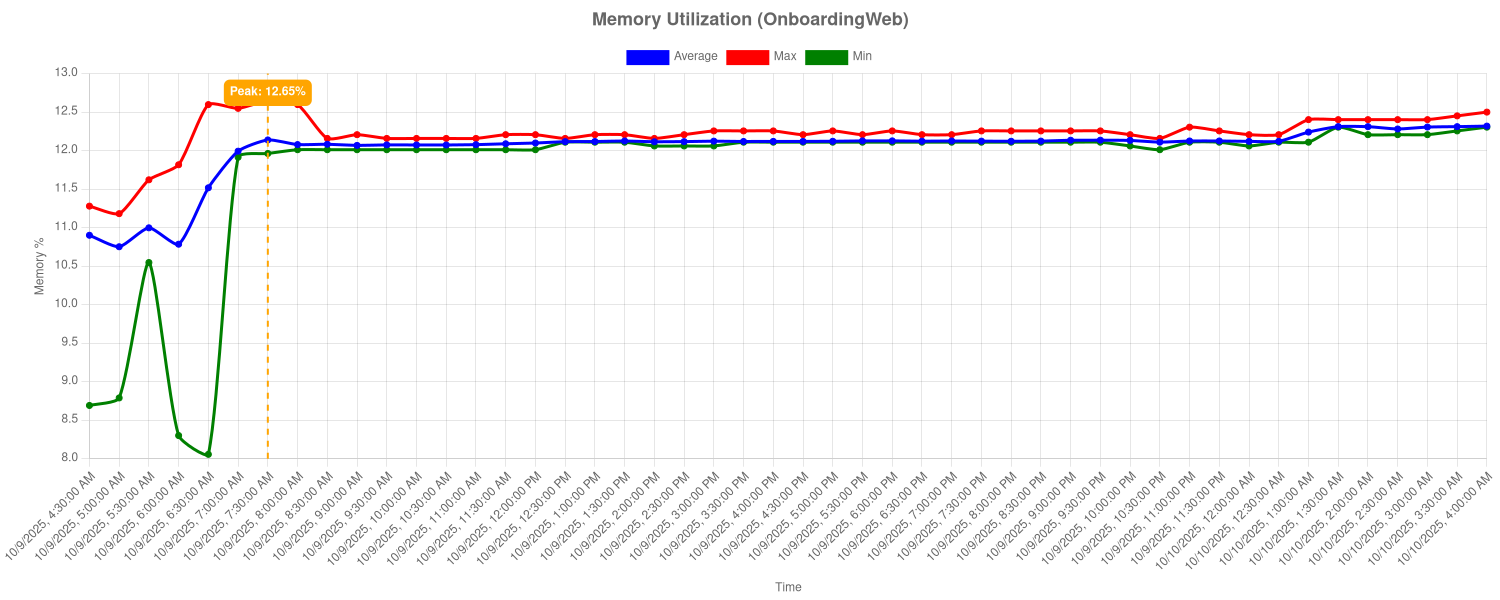 Memory Utilization (OnboardingWeb)
Average Max Min
Peak: 12.65%
Memory %
13.0
12.5
12.0
11.5
11.0
10.5
10.0
9.5
9.0
8.5
8.0
10/9/2025, 4:30:00 AM
10/9/2025, 5:00:00 AM
10/9/2025, 5:30:00 AM
10/9/2025, 6:00:00 AM
10/9/2025, 6:30:00 AM
10/9/2025, 7:00:00 AM
10/9/2025, 7:30:00 AM
10/9/2025, 8:00:00 AM
10/9/2025, 8:30:00 AM
10/9/2025, 9:00:00 AM
10/9/2025, 9:30:00 AM
10/9/2025, 10:00:00 AM
10/9/2025, 10:30:00 AM
10/9/2025, 11:00:00 AM
10/9/2025, 11:30:00 AM
10/9/2025, 12:00:00 PM
10/9/2025, 12:30:00 PM
10/9/2025, 1:00:00 PM
10/9/2025, 1:30:00 PM
10/9/2025, 2:00:00 PM
10/9/2025, 2:30:00 PM
10/9/2025, 3:00:00 PM
10/9/2025, 3:30:00 PM
10/9/2025, 4:00:00 PM
10/9/2025, 4:30:00 PM
10/9/2025, 5:00:00 PM
10/9/2025, 5:30:00 PM
10/9/2025, 6:00:00 PM
10/9/2025, 6:30:00 PM
10/9/2025, 7:00:00 PM
10/9/2025, 7:30:00 PM
10/9/2025, 8:00:00 PM
10/9/2025, 8:30:00 PM
10/9/2025, 9:00:00 PM
10/9/2025, 9:30:00 PM
10/9/2025, 10:00:00 PM
10/9/2025, 10:30:00 PM
10/9/2025, 11:00:00 PM
10/9/2025, 11:30:00 PM
10/10/2025, 12:00:00 AM
10/10/2025, 12:30:00 AM
10/10/2025, 1:00:00 AM
10/10/2025, 1:30:00 AM
10/10/2025, 2:00:00 AM
10/10/2025, 2:30:00 AM
10/10/2025, 3:00:00 AM
10/10/2025, 3:30:00 AM
10/10/2025, 4:00:00 AM
Time